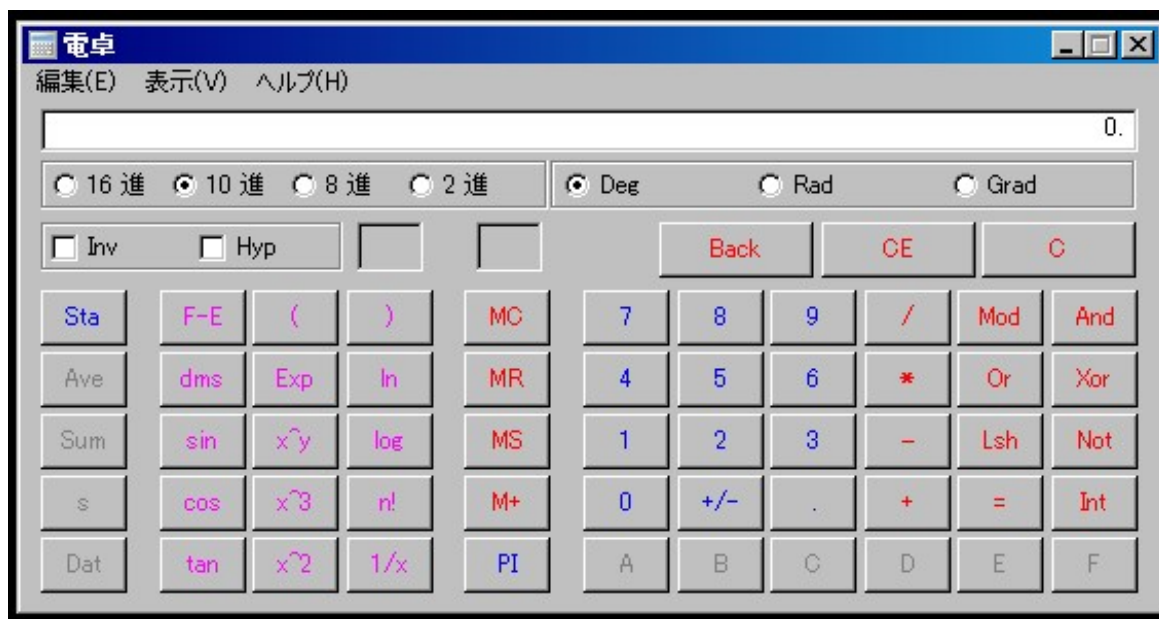 電卓
編集(E) 表示(V) ヘルプ(H)
0.
16 進 10 進 8 進 2 進 Deg Rad Grad
Inv Hyp Back CE C
Sta F-E ( ) MC 7 8 9 / Mod And
Ave dms Exp ln MR 4 5 6 * Or Xor
Sum sin x^y log MS 1 2 3 - Lsh Not
s cos x^3 n! M+ 0 +/- . + = Int
Dat tan x^2 1/x PI A B C D E F